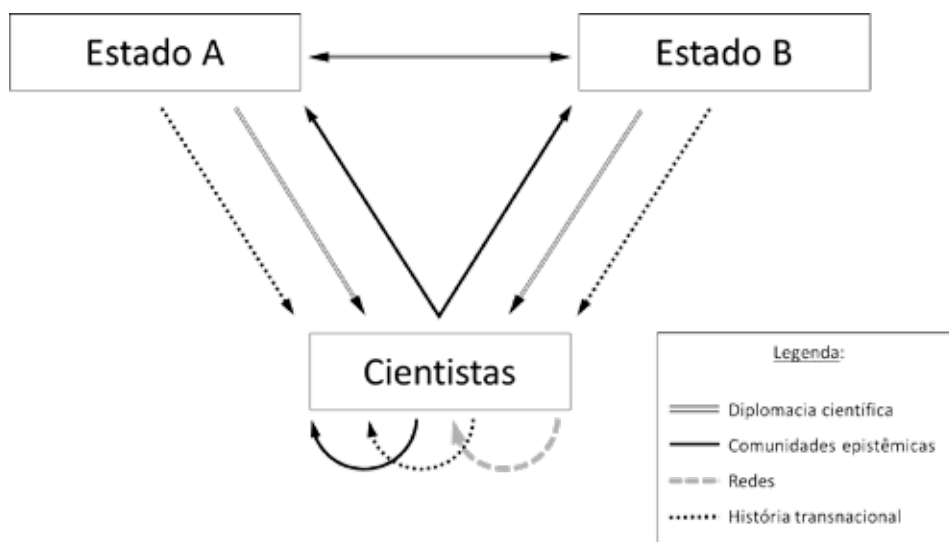 Estado A
Estado B
Cientistas
Legenda:
Diplomacia científica
Comunidades epistêmicas
Redes
História transnacional